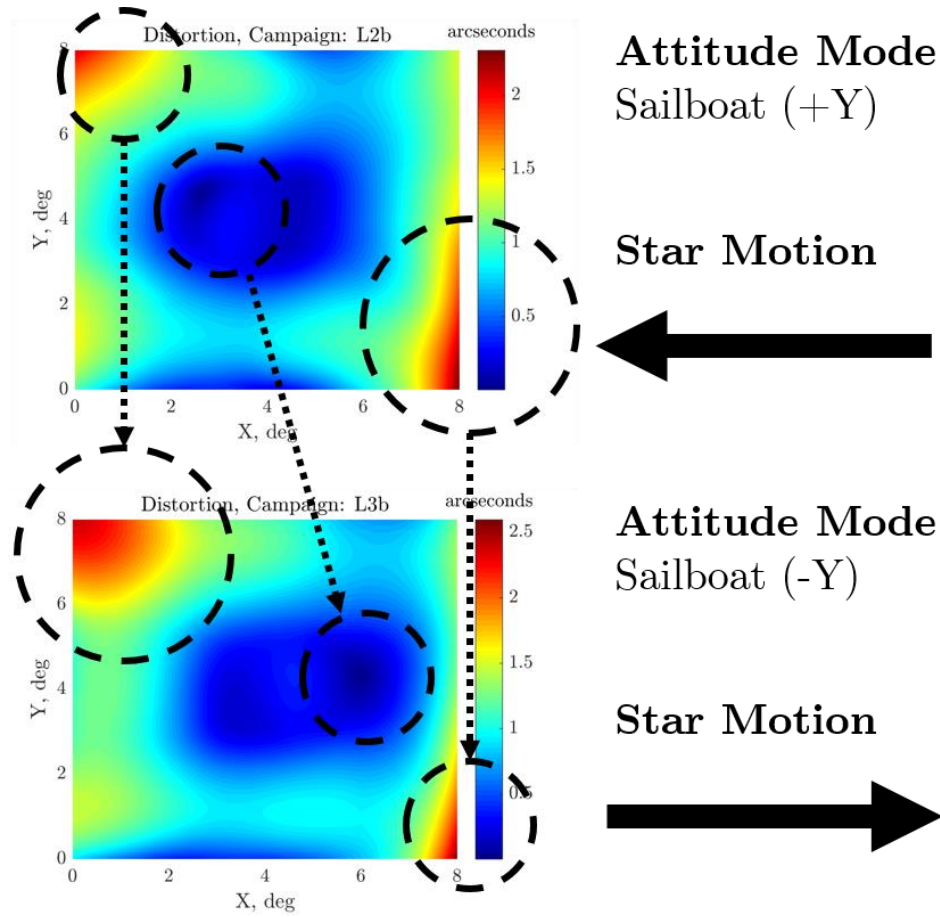 Distortion, Campaign: L2b
arcseconds
8
6
4
2
0
Y, deg
0
2
4
6
8
X, deg
2
1.5
1
0.5
Attitude Mode
Sailboat (+Y)
Star Motion
Distortion, Campaign: L3b
arcseconds
8
6
4
2
0
Y, deg
0
2
4
6
8
X, deg
2.5
2
1.5
1
0.5
Attitude Mode
Sailboat (-Y)
Star Motion